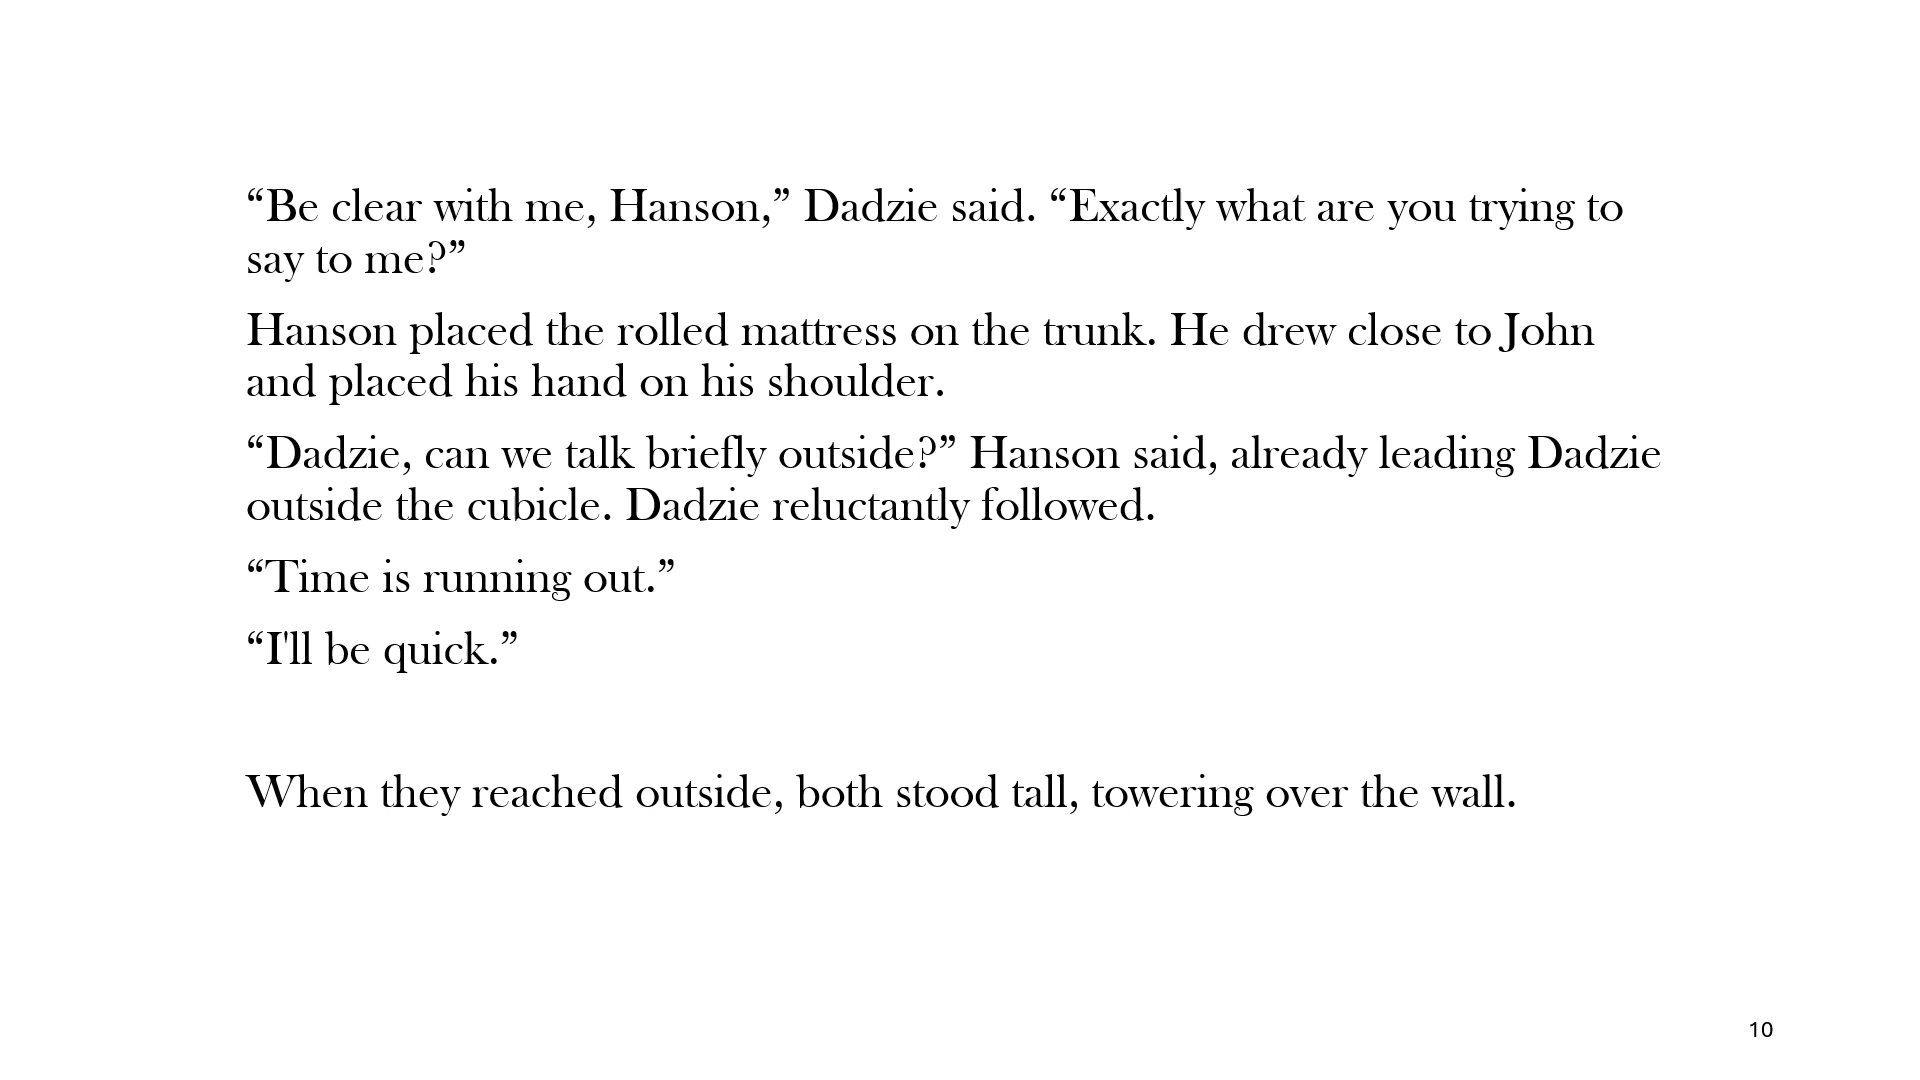 “Be clear with me, Hanson,” Dadzie said. “Exactly what are you trying to
say to me?”
Hanson placed the rolled mattress on the trunk. He drew close to John
and placed his hand on his shoulder.
“Dadzie, can we talk briefly outside?” Hanson said, already leading Dadzie
outside the cubicle. Dadzie reluctantly followed.
“Time is running out.”
“I'll be quick.”
When they reached outside, both stood tall, towering over the wall.
10